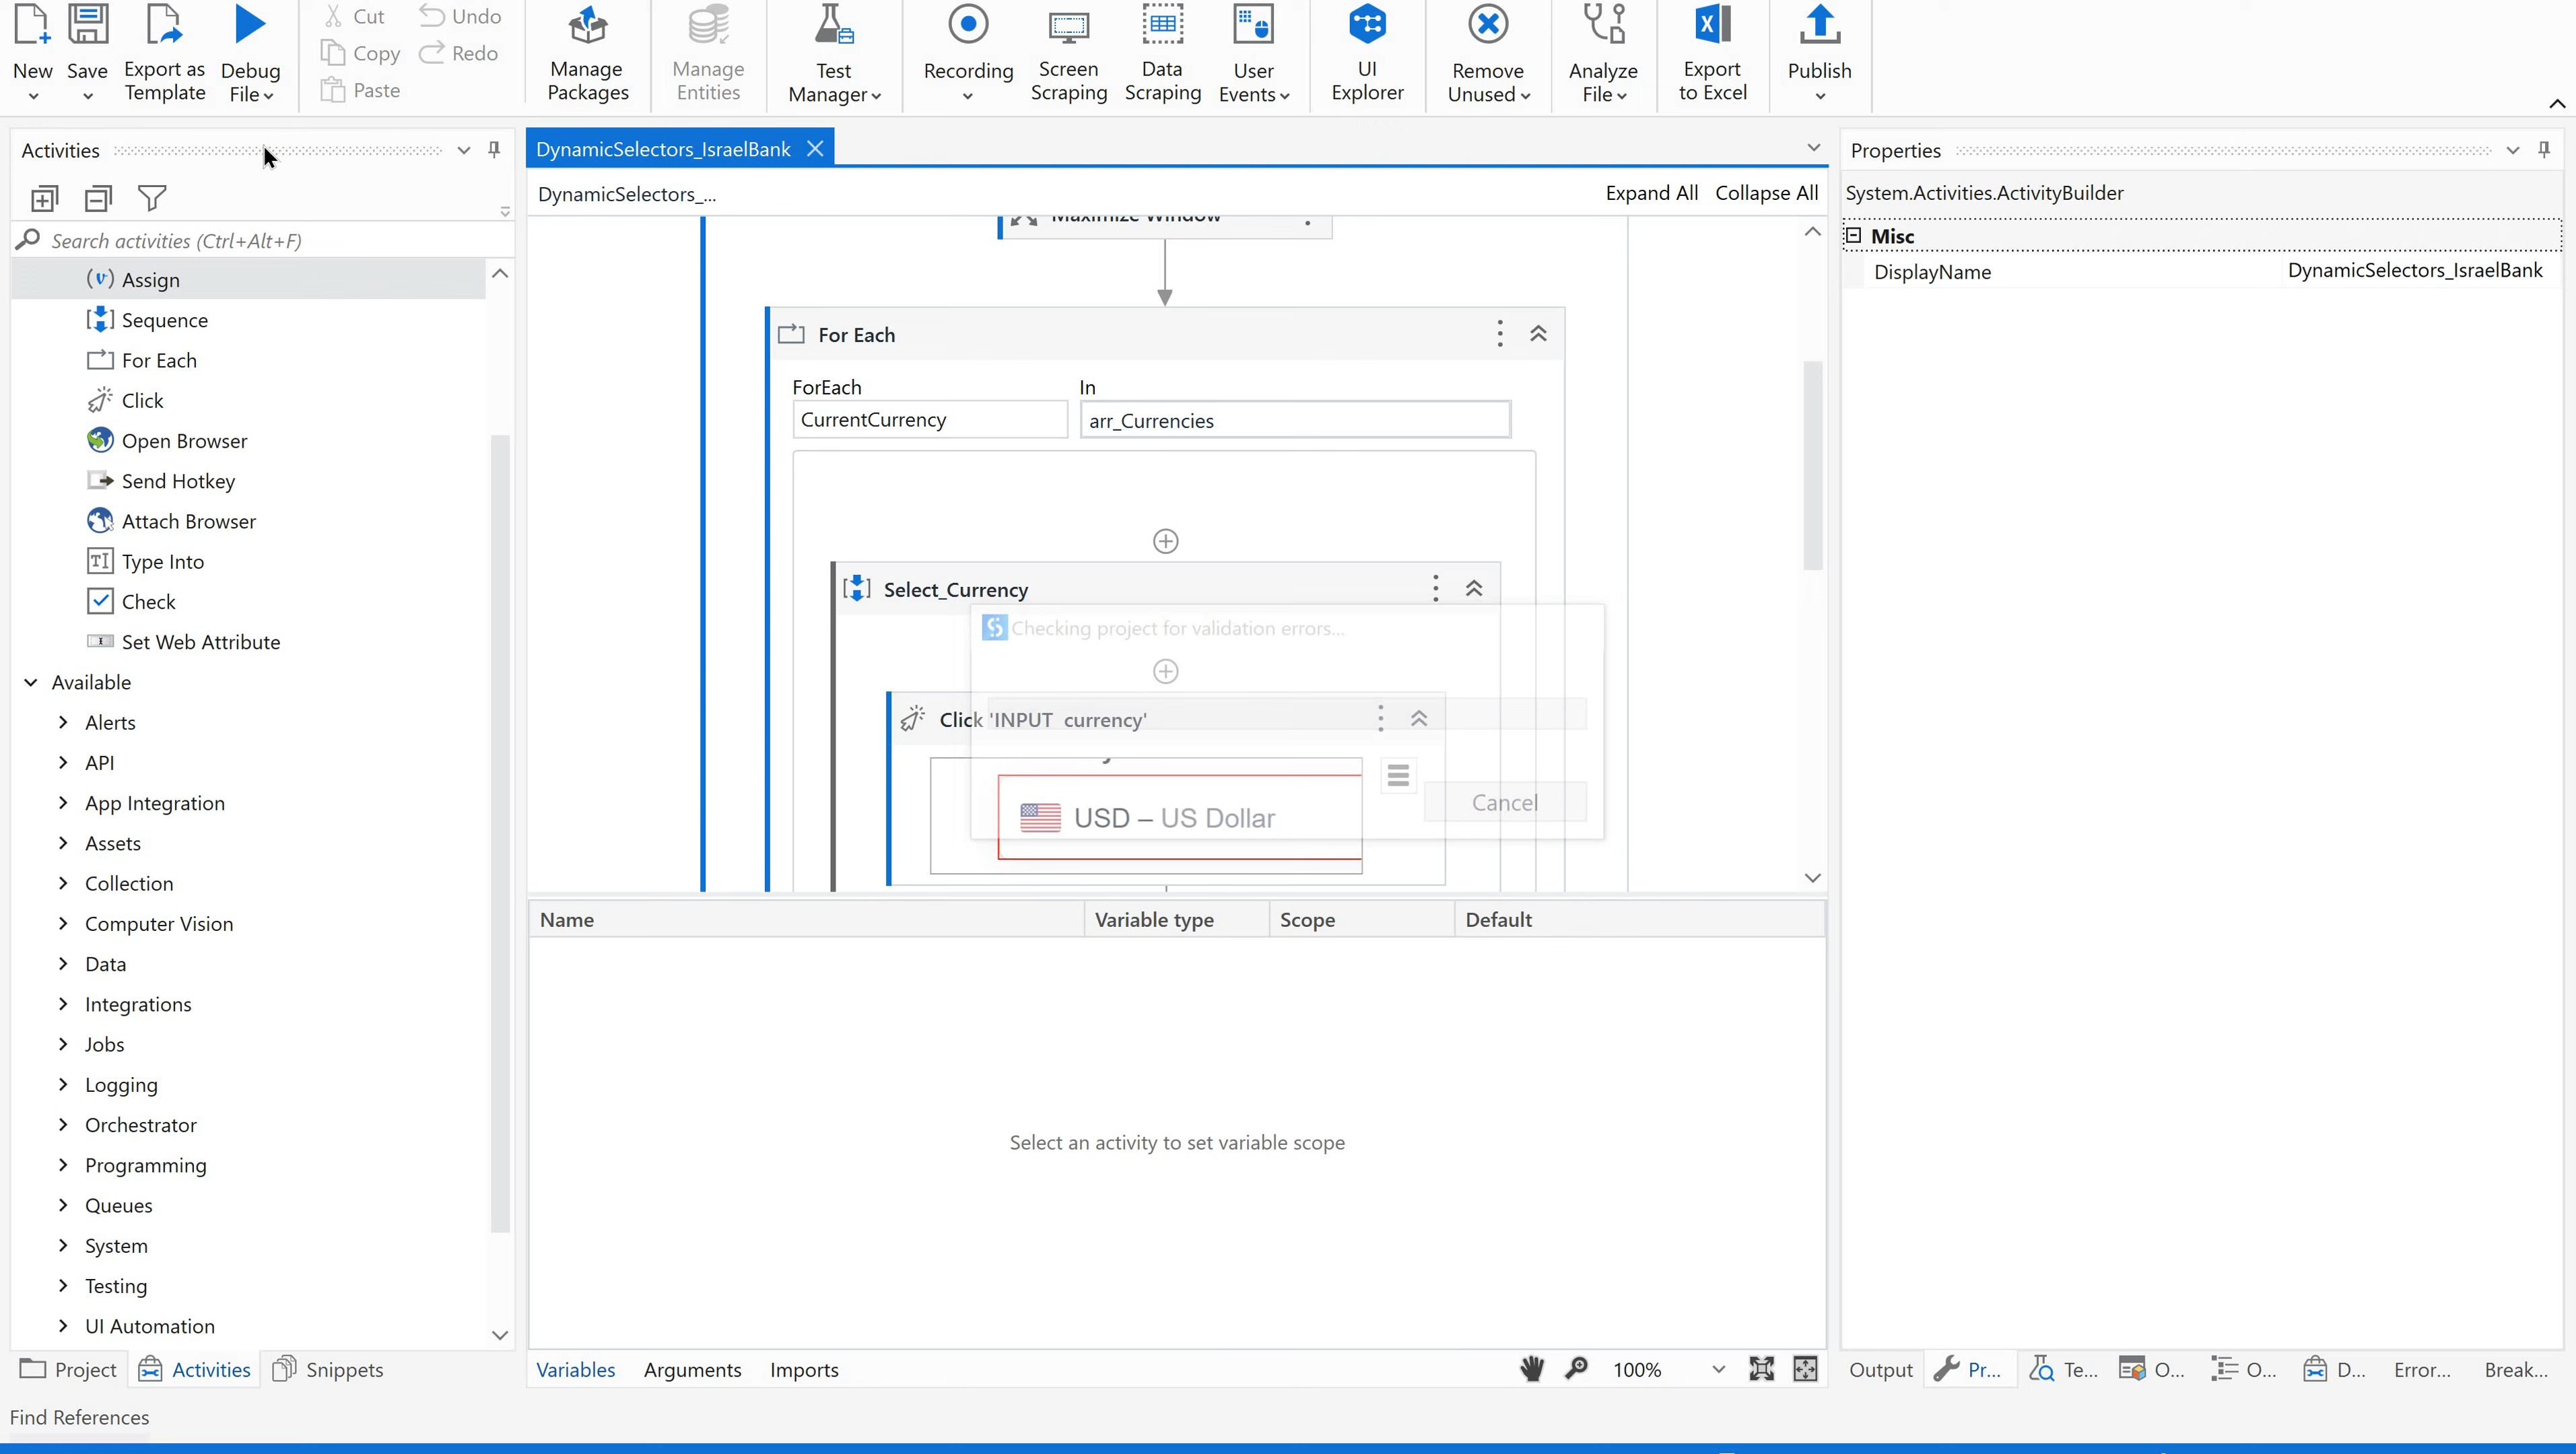 New
Save
Export as
Template
Debug
File
Cut
Copy
Paste
Undo
Redo
Manage
Packages
Manage
Entities
Test
Manager
Recording
Screen
Scraping
Data
Scraping
User
Events
UI
Explorer
Remove
Unused
Analyze
File
Export
to Excel
Publish
Activities
Search activities (Ctrl+Alt+F)
Assign
Sequence
For Each
Click
Open Browser
Send Hotkey
Attach Browser
Type Into
Check
Set Web Attribute
Available
Alerts
API
App Integration
Assets
Collection
Computer Vision
Data
Integrations
Jobs
Logging
Orchestrator
Programming
Queues
System
Testing
UI Automation
Project
Activities
Snippets
Find References
DynamicSelectors_IsraelBank
DynamicSelectors_...
Expand All
Collapse All
Maximize Window
For Each
ForEach
In
CurrentCurrency
arr_Currencies
Select_Currency
Checking project for validation errors...
Click 'INPUT currency'
USD – US Dollar
Cancel
Name
Variable type
Scope
Default
Select an activity to set variable scope
Variables
Arguments
Imports
100%
Properties
System.Activities.ActivityBuilder
Misc
DisplayName
DynamicSelectors_IsraelBank
Output
Pr...
Te...
O...
O...
D...
Error...
Break...